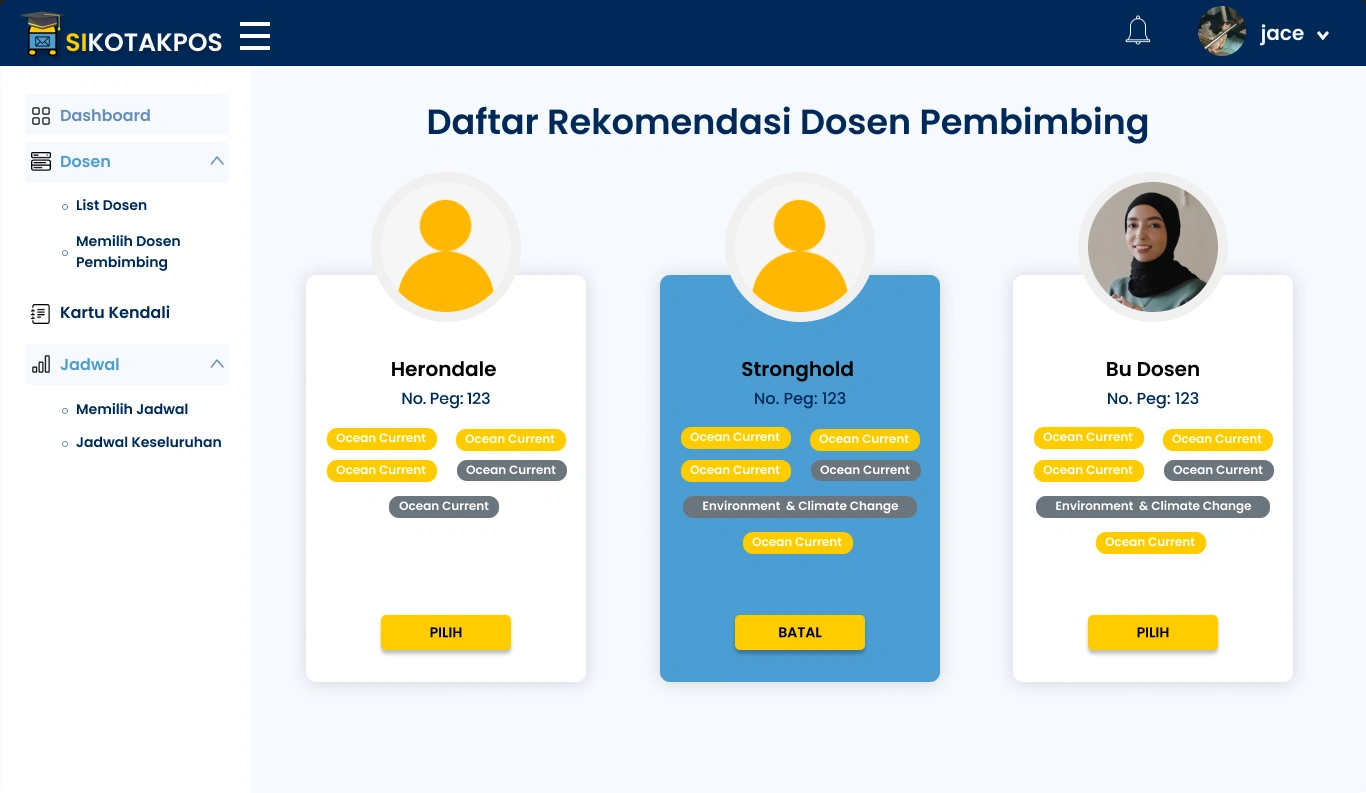 SIKOTAKPOS
jace
Dashboard
Dosen
List Dosen
Memilih Dosen
Pembimbing
Kartu Kendali
Jadwal
Memilih Jadwal
Jadwal Keseluruhan
Daftar Rekomendasi Dosen Pembimbing
Herondale
No. Peg: 123
Ocean Current
Ocean Current
Ocean Current
Ocean Current
Ocean Current
PILIH
Stronghold
No. Peg: 123
Ocean Current
Ocean Current
Ocean Current
Ocean Current
Environment & Climate Change
Ocean Current
BATAL
Bu Dosen
No. Peg: 123
Ocean Current
Ocean Current
Ocean Current
Ocean Current
Environment & Climate Change
Ocean Current
PILIH